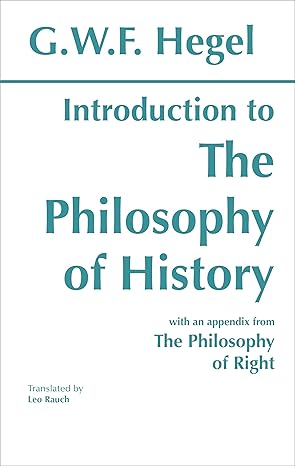 G.W.F. Hegel
Introduction to
The
Philosophy
of History
with an appendix from
The Philosophy
of Right
Translated by
Leo Rauch